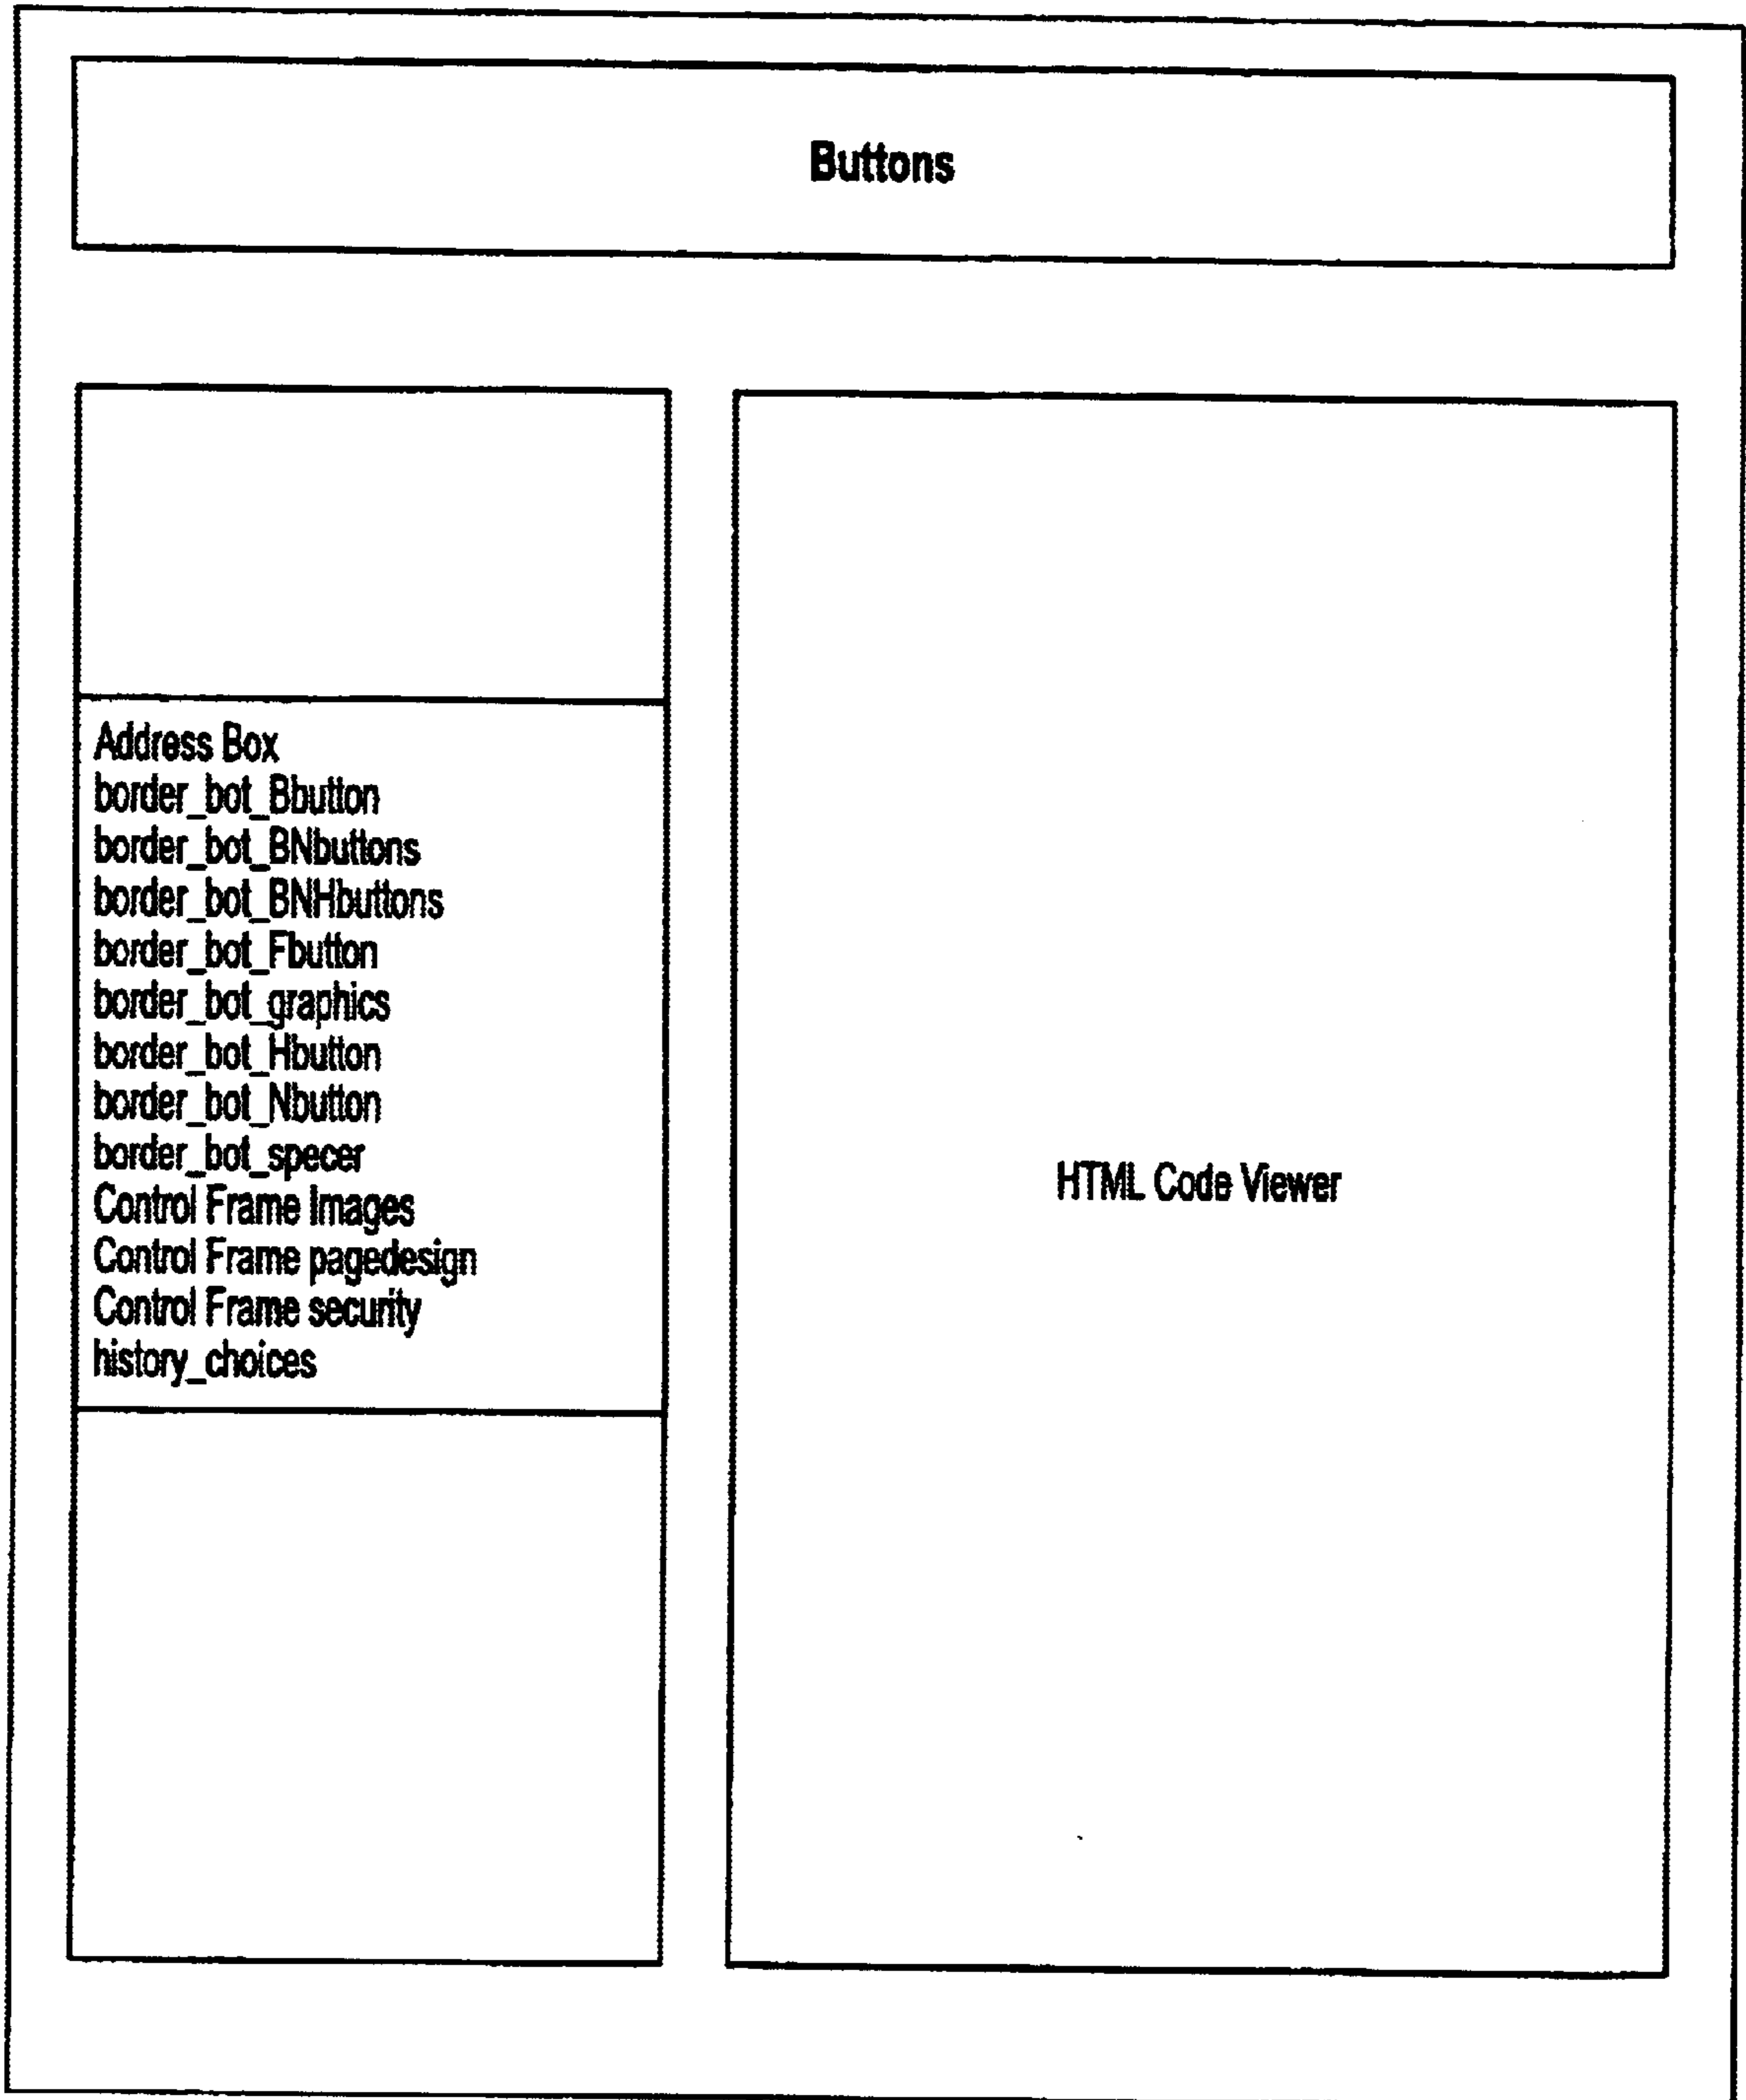 Buttons
Address Box
border_bot_Bbutton
border_bot_BNbuttons
border_bot_BNHbuttons
border_bot_Fbutton
border_bot_graphics
border_bot_Hbutton
border_bot_Nbutton
border_bot_specer
Control Frame Images
Control Frame pagedesign
Control Frame security
history_choices
HTML Code Viewer